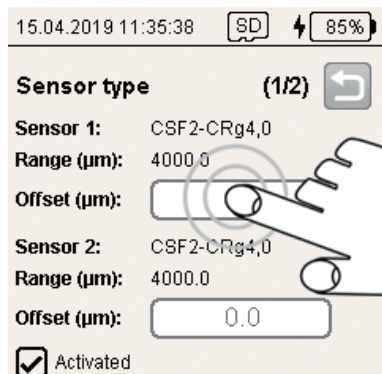 15.04.2019 11:35:38 SD 85%
Sensor type (1/2)
Sensor 1: CSF2-CRg4,0
Range (µm): 4000.0
Offset (µm):
Sensor 2: CSF2-CRg4,0
Range (µm): 4000.0
Offset (µm): 0.0
Activated